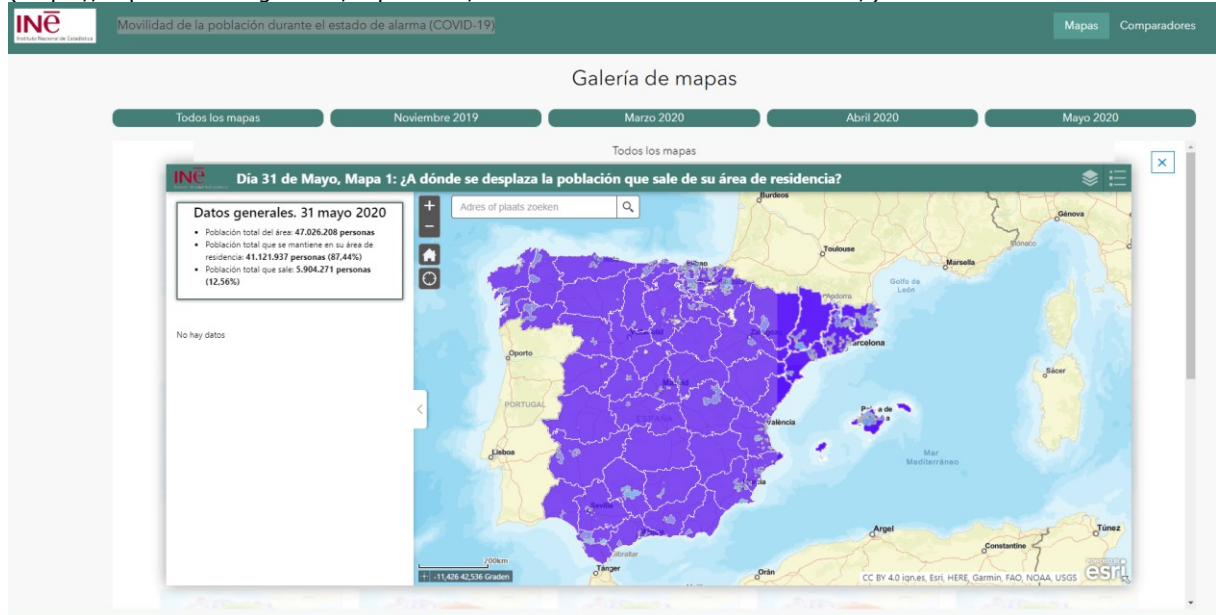 INe
Instituto Nacional de Estadística
Movilidad de la población durante el estado de alarma (COVID-19)
Mapas
Comparadores
Galería de mapas
Todos los mapas
Noviembre 2019
Marzo 2020
Abril 2020
Mayo 2020
Todos los mapas
INe
Día 31 de Mayo, Mapa 1: ¿A dónde se desplaza la población que sale de su área de residencia?
Datos generales. 31 mayo 2020
Población total del área: 47.026.208 personas
Población total que se mantiene en su área de
residencia: 41.121.937 personas (87,44%)
Población total que sale: 5.904.271 personas
(12,56%)
No hay datos
Adres of plaats zoeken
Burdeos
Génova
Mónaco
Toulouse
Marsella
Golfo de
León
Andorra
Bilbao
Oporto
arcelona
PORTUGAL
ESPAÑA
Madrid
Sácer
València
Mar
Mediterráneo
Lisboa
Sevilla
Argel
Túnez
Constantine
Gibraltar
Tánger
Orán
200km
-11,426 42,536 Graden
CC BY 4.0 ign.es, Esri, HERE, Garmin, FAO, NOAA, USGS
esri